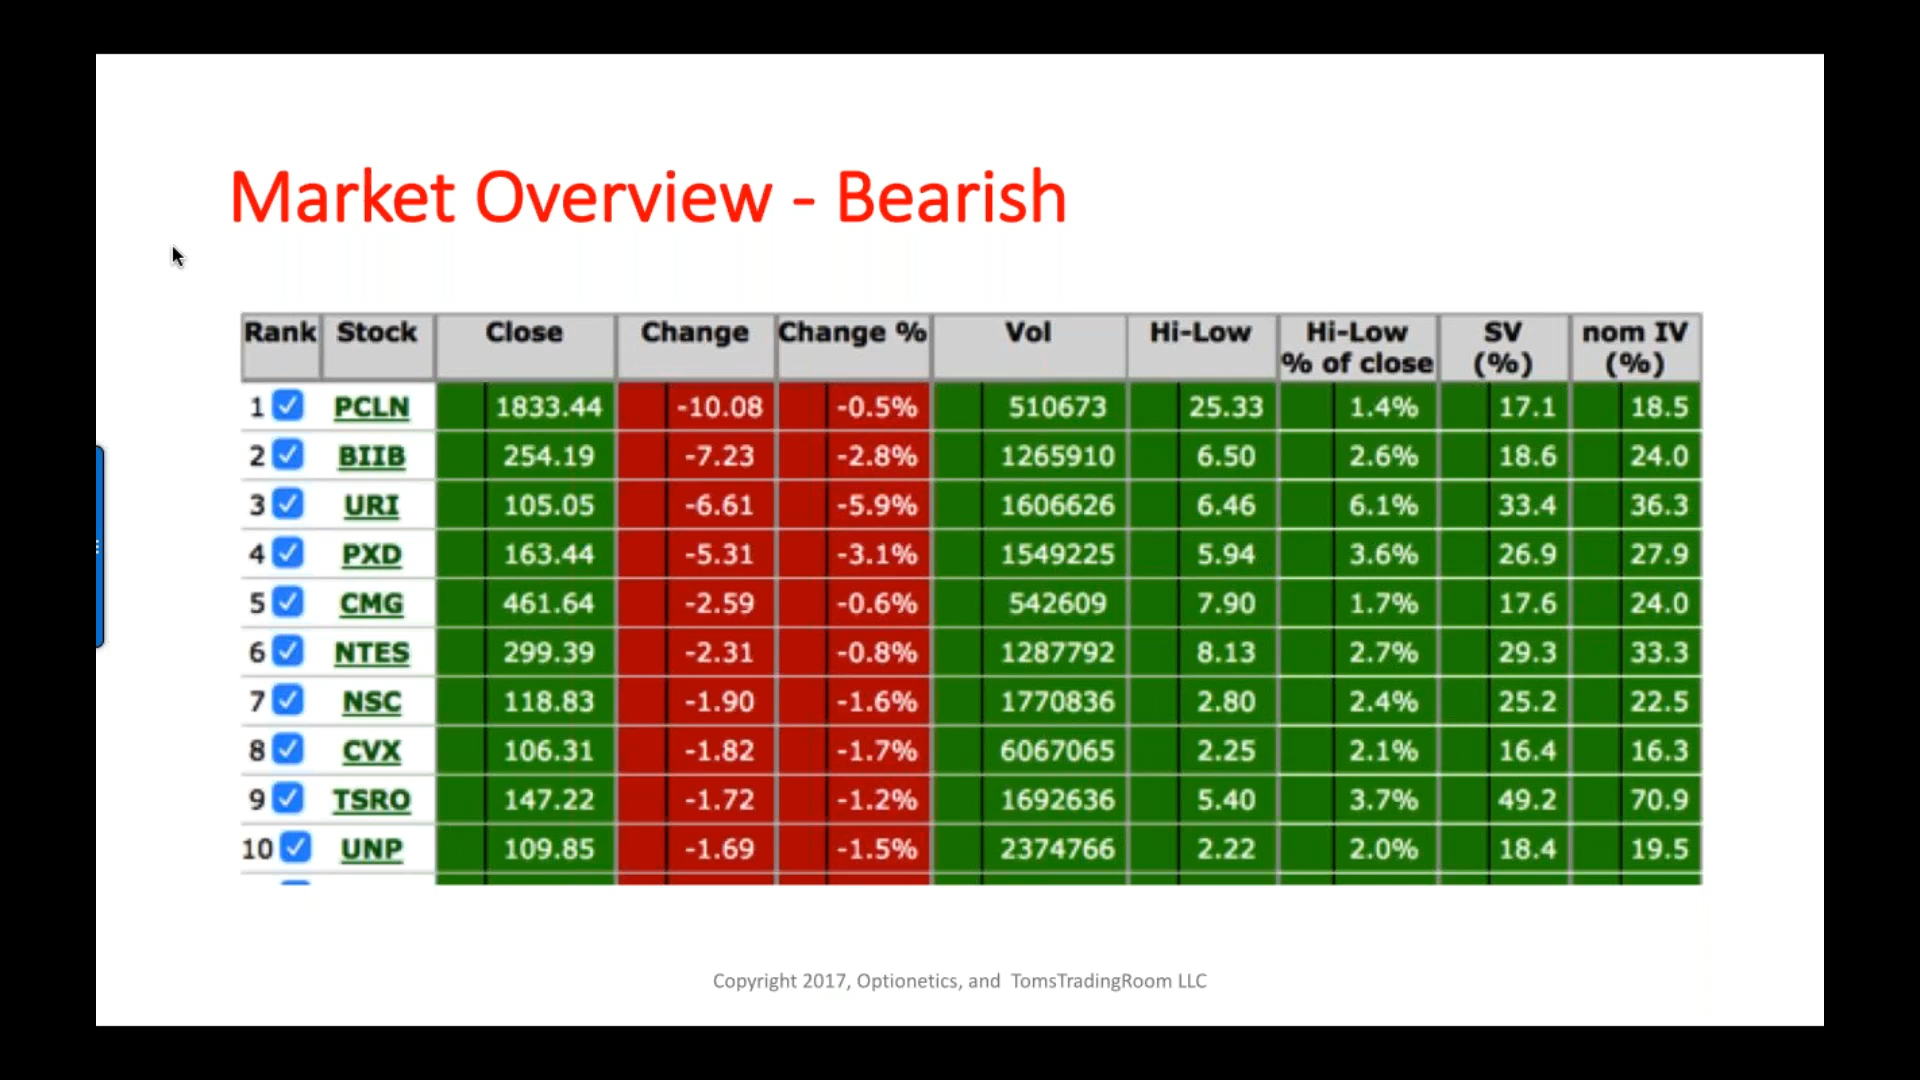 Market Overview - Bearish
Rank Stock Close Change Change % Vol Hi-Low Hi-Low % of close SV (%) nom IV (%)
1 PCLN 1833.44 -10.08 -0.5% 510673 25.33 1.4% 17.1 18.5
2 BIIB 254.19 -7.23 -2.8% 1265910 6.50 2.6% 18.6 24.0
3 URI 105.05 -6.61 -5.9% 1606626 6.46 6.1% 33.4 36.3
4 PXD 163.44 -5.31 -3.1% 1549225 5.94 3.6% 26.9 27.9
5 CMG 461.64 -2.59 -0.6% 542609 7.90 1.7% 17.6 24.0
6 NTES 299.39 -2.31 -0.8% 1287792 8.13 2.7% 29.3 33.3
7 NSC 118.83 -1.90 -1.6% 1770836 2.80 2.4% 25.2 22.5
8 CVX 106.31 -1.82 -1.7% 6067065 2.25 2.1% 16.4 16.3
9 TSRO 147.22 -1.72 -1.2% 1692636 5.40 3.7% 49.2 70.9
10 UNP 109.85 -1.69 -1.5% 2374766 2.22 2.0% 18.4 19.5
Copyright 2017, Optionetics, and TomsTradingRoom LLC